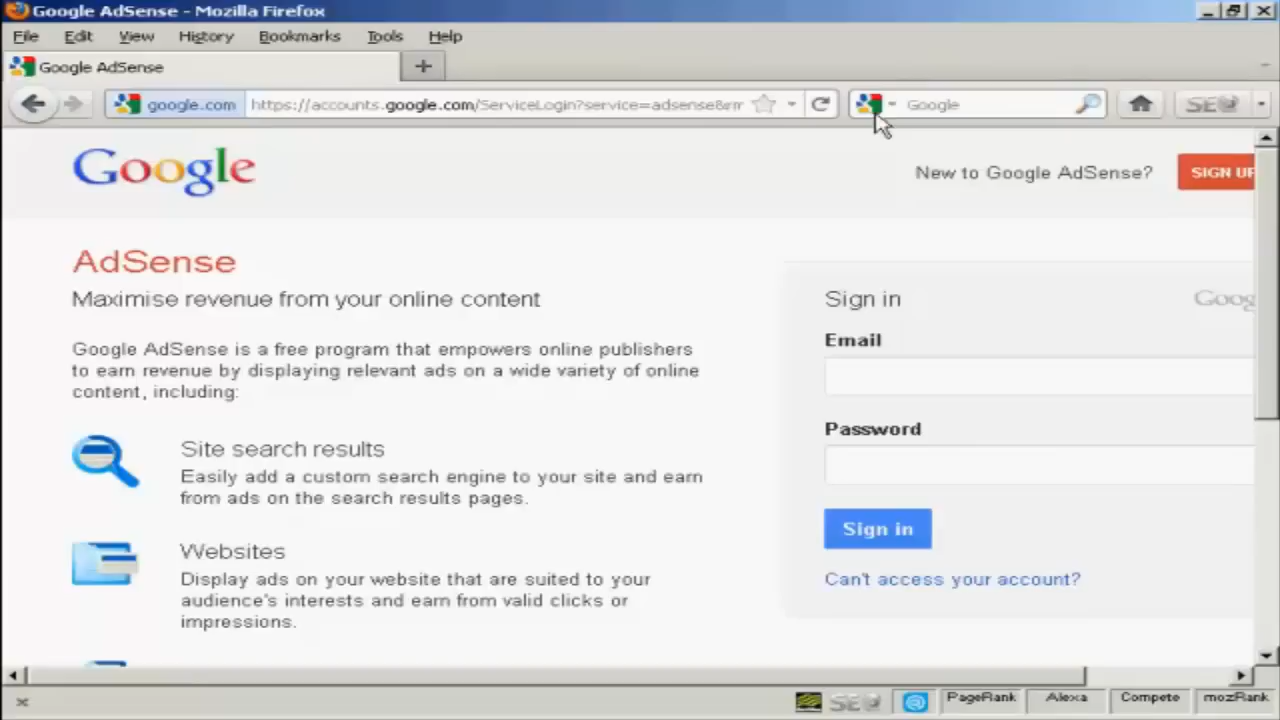 Google AdSense - Mozilla Firefox
File Edit View History Bookmarks Tools Help
Google AdSense
google.com https://accounts.google.com/ServiceLogin?service=adsense&rr Google
Google
New to Google AdSense? SIGN UP
AdSense
Maximise revenue from your online content
Sign in Goog
Email
Google AdSense is a free program that empowers online publishers
to earn revenue by displaying relevant ads on a wide variety of online
content, including:
Password
Site search results
Easily add a custom search engine to your site and earn
from ads on the search results pages.
Sign in
Can't access your account?
Websites
Display ads on your website that are suited to your
audience's interests and earn from valid clicks or
impressions.
PageRank Alexa Compete mozRank